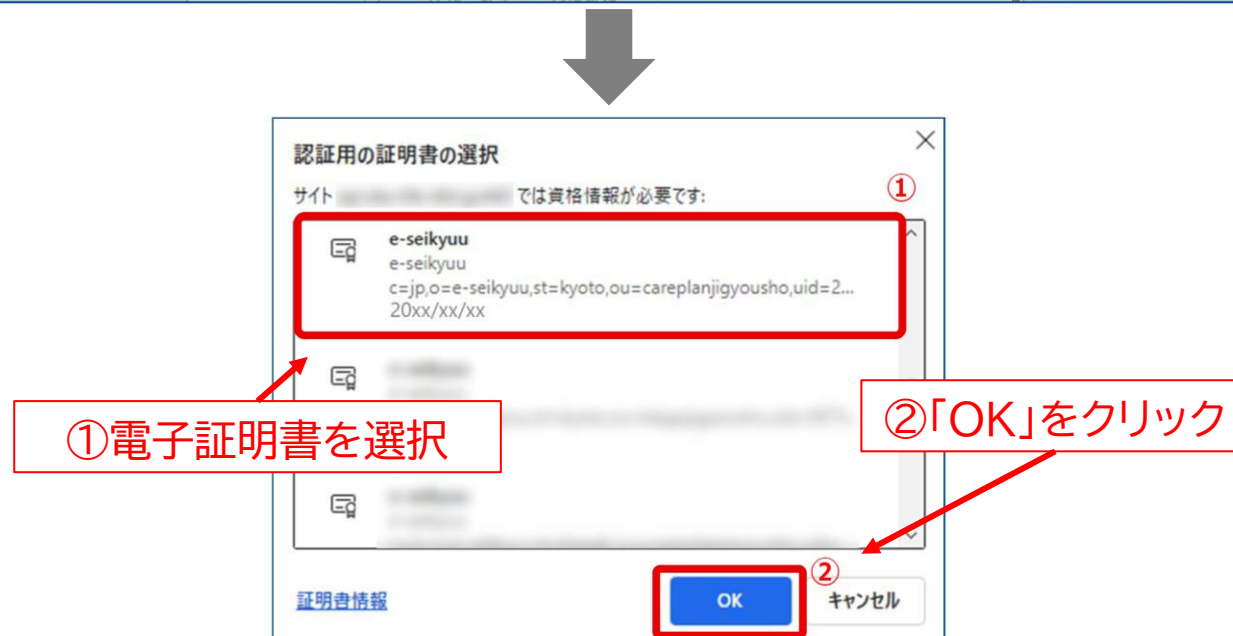 認証用の証明書の選択
サイト では資格情報が必要です:
①
e-seikyuu
e-seikyuu
c=jp,o=e-seikyuu,st=kyoto,ou=careplanjigyousho,uid=2...
20xx/xx/xx
①電子証明書を選択
②「OK」をクリック
②
証明書情報
OK
キャンセル